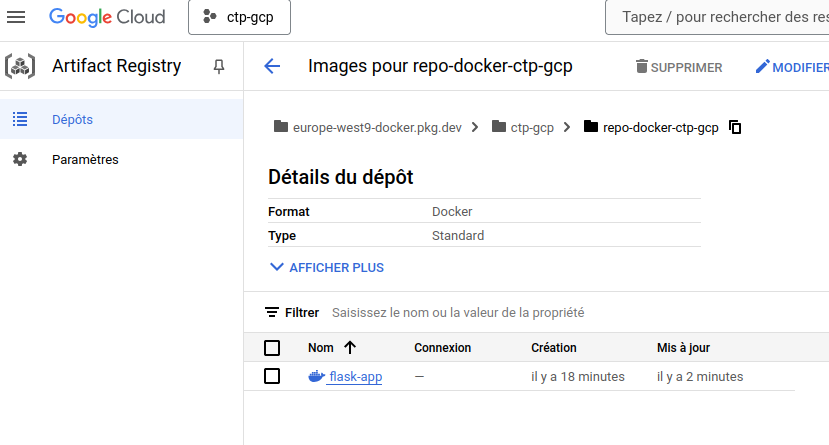 Google Cloud
ctp-gcp
Tapez / pour rechercher des res
Artifact Registry
Images pour repo-docker-ctp-gcp
SUPPRIMER
MODIFIER
Dépôts
Paramètres
europe-west9-docker.pkg.dev > ctp-gcp > repo-docker-ctp-gcp
Détails du dépôt
Format Docker
Type Standard
AFFICHER PLUS
Filtrer Saisissez le nom ou la valeur de la propriété
Nom Connexion Création Mis à jour
flask-app — il y a 18 minutes il y a 2 minutes